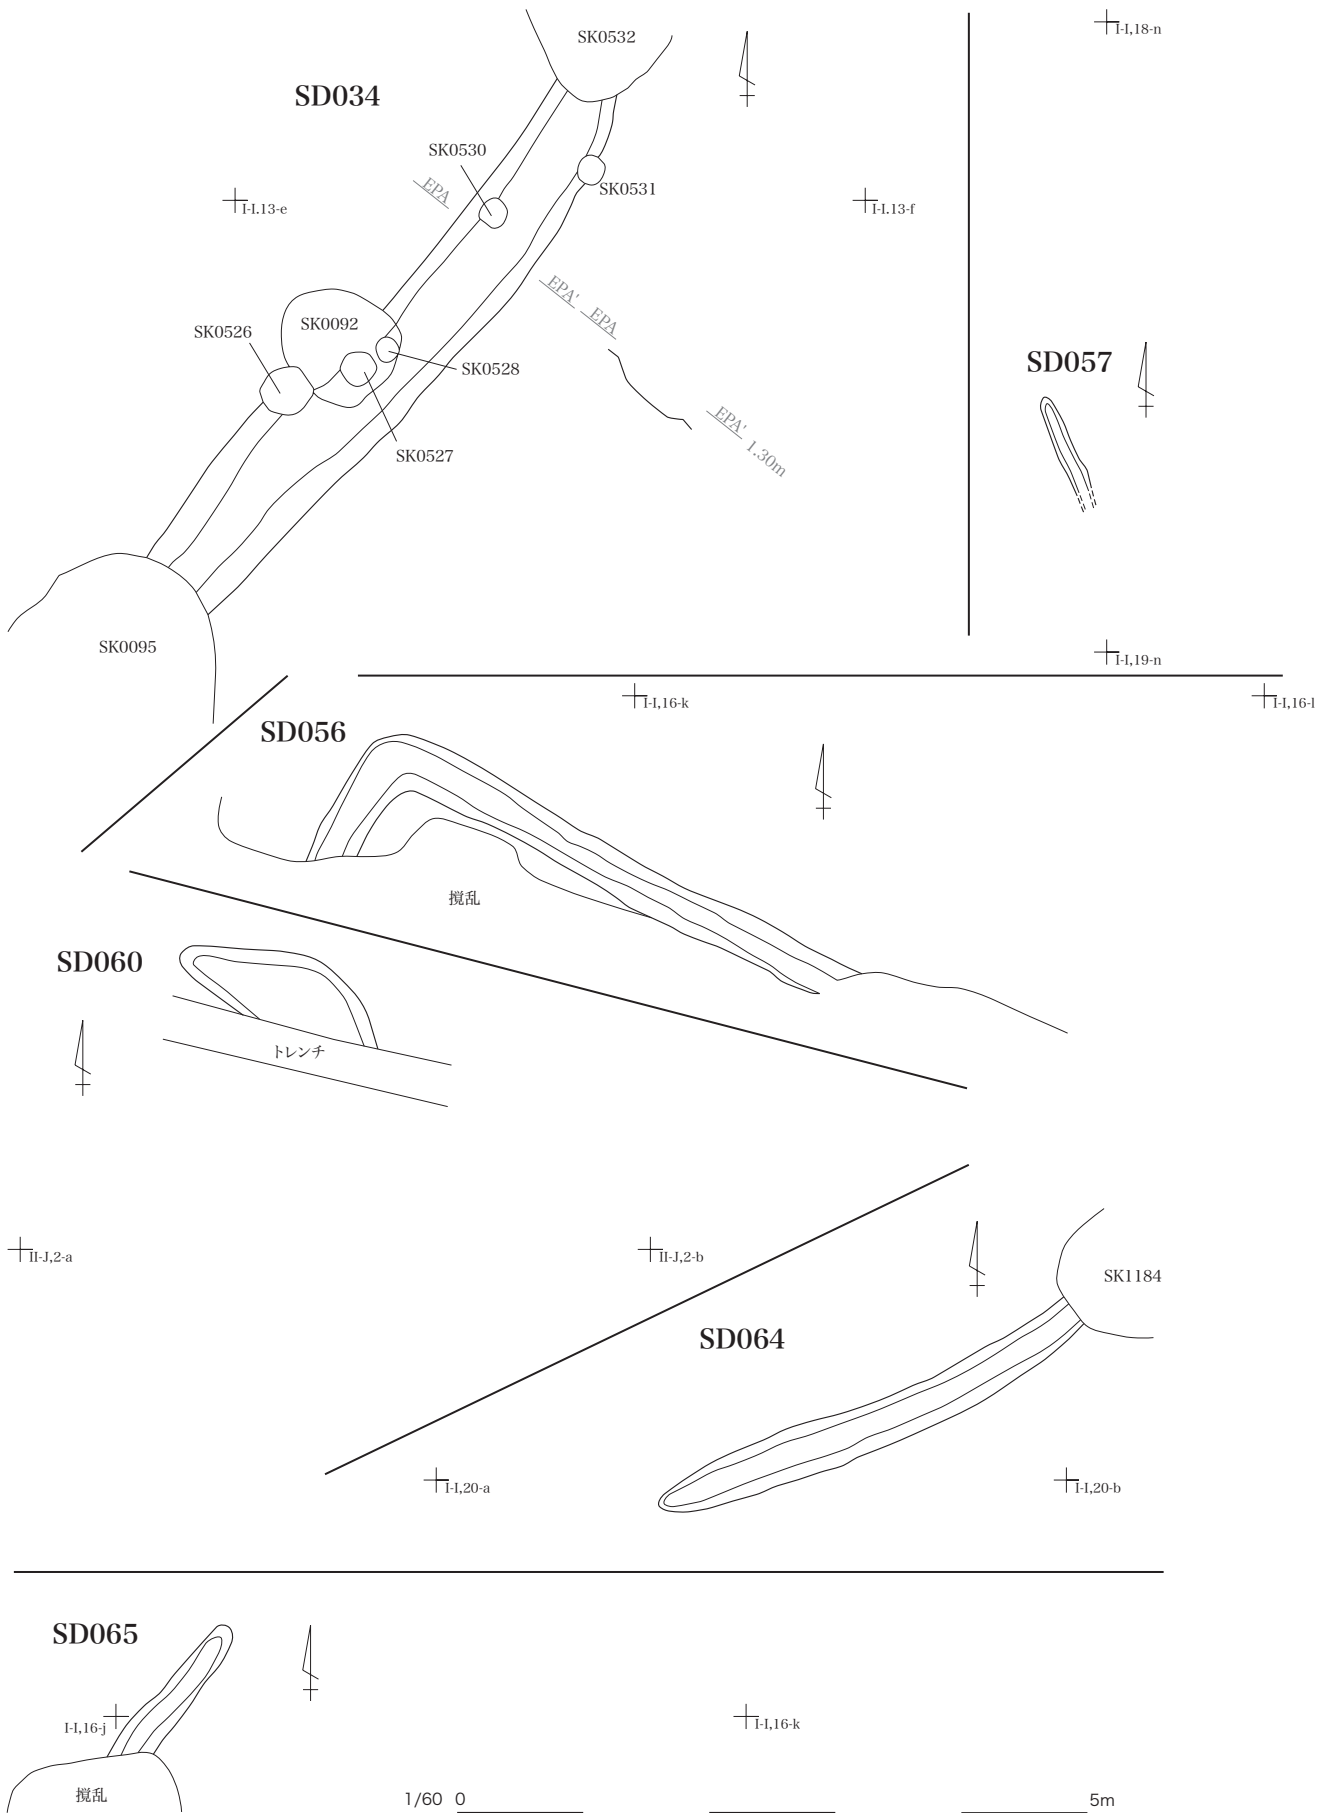 SK0532
I-I,18-n
SD034
SK0530
EPA
SK0531
I-I.13-e
I-I.13-f
EPA'
EPA
SK0092
SK0526
SK0528
SD057
EPA'
1.30m
SK0527
SK0095
I-I,19-n
I-I,16-k
I-I,16-l
SD056
撹乱
SD060
トレンチ
II-J,2-a
II-J,2-b
SK1184
SD064
I-I,20-a
I-I,20-b
SD065
I-I,16-j
I-I,16-k
撹乱
1/60 0 5m